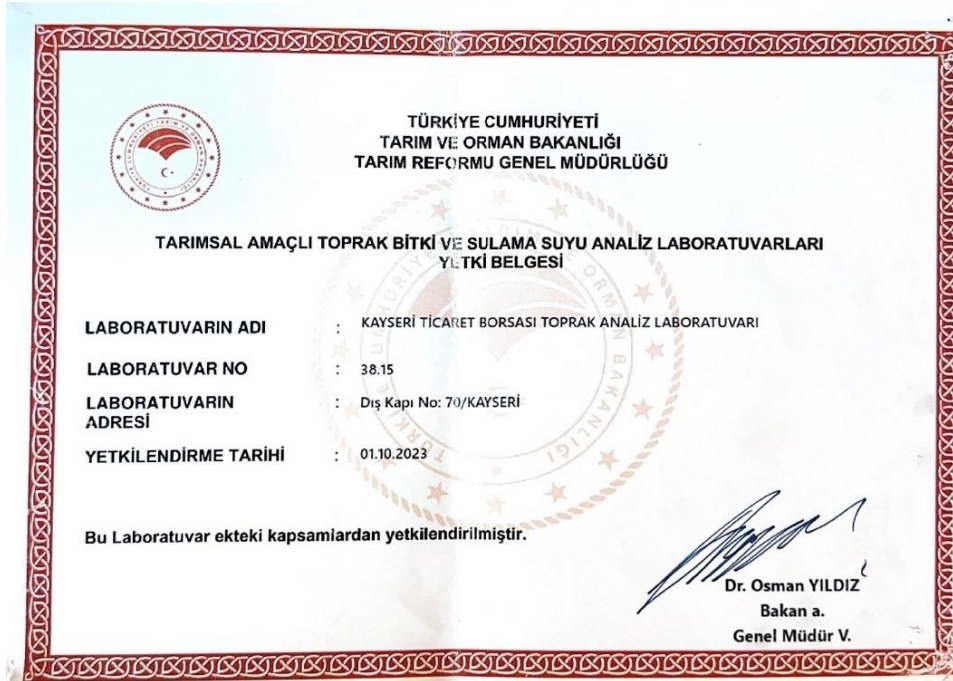 TÜRKİYE CUMHURİYETİ
TARIM VE ORMAN BAKANLIĞI
TARIM REFORMU GENEL MÜDÜRLÜĞÜ
TARIMSAL AMAÇLI TOPRAK BİTKİ VE SULAMA SUYU ANALİZ LABORATUVARLARI
YETKİ BELGESİ
LABORATUVARIN ADI : KAYSERİ TİCARET BORSASI TOPRAK ANALİZ LABORATUVARI
LABORATUVAR NO : 38.15
LABORATUVARIN ADRESİ : Dış Kapı No: 70/KAYSERİ
YETKİLENDİRME TARİHİ : 01.10.2023
Bu Laboratuvar ekteki kapsamlardan yetkilendirilmiştir.
Dr. Osman YILDIZ
Bakan a.
Genel Müdür V.